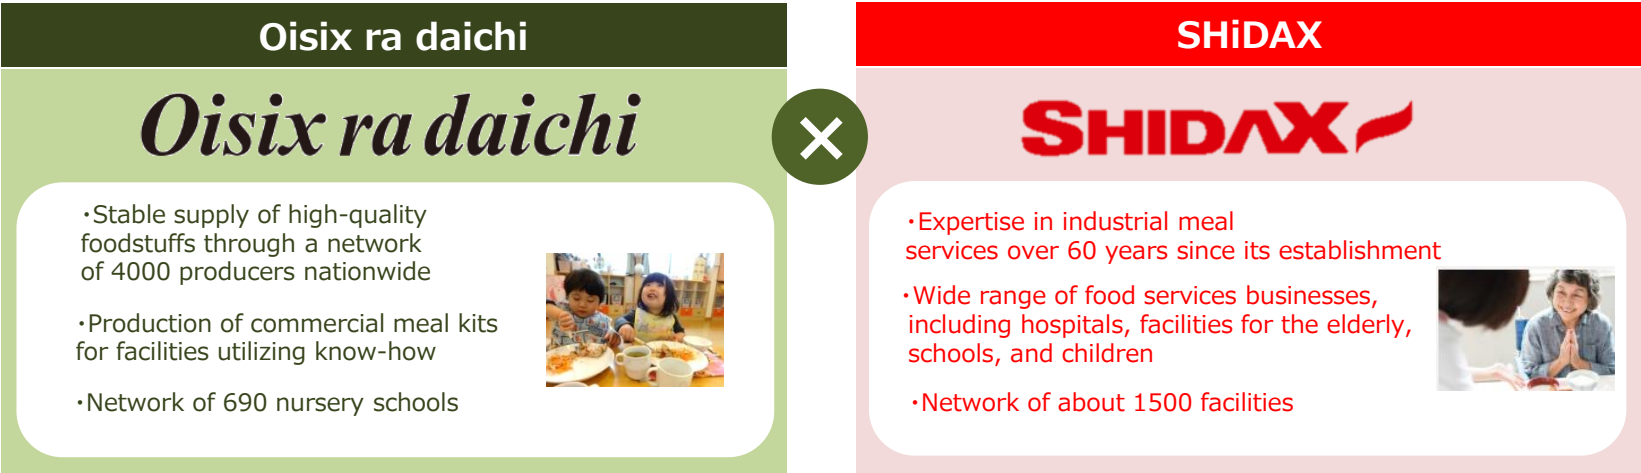 Oisix ra daichi
Oisix ra daichi
・Stable supply of high-quality
foodstuffs through a network
of 4000 producers nationwide
・Production of commercial meal kits
for facilities utilizing know-how
・Network of 690 nursery schools
×
SHiDAX
SHIDAX
・Expertise in industrial meal
services over 60 years since its establishment
・Wide range of food services businesses,
including hospitals, facilities for the elderly,
schools, and children
・Network of about 1500 facilities